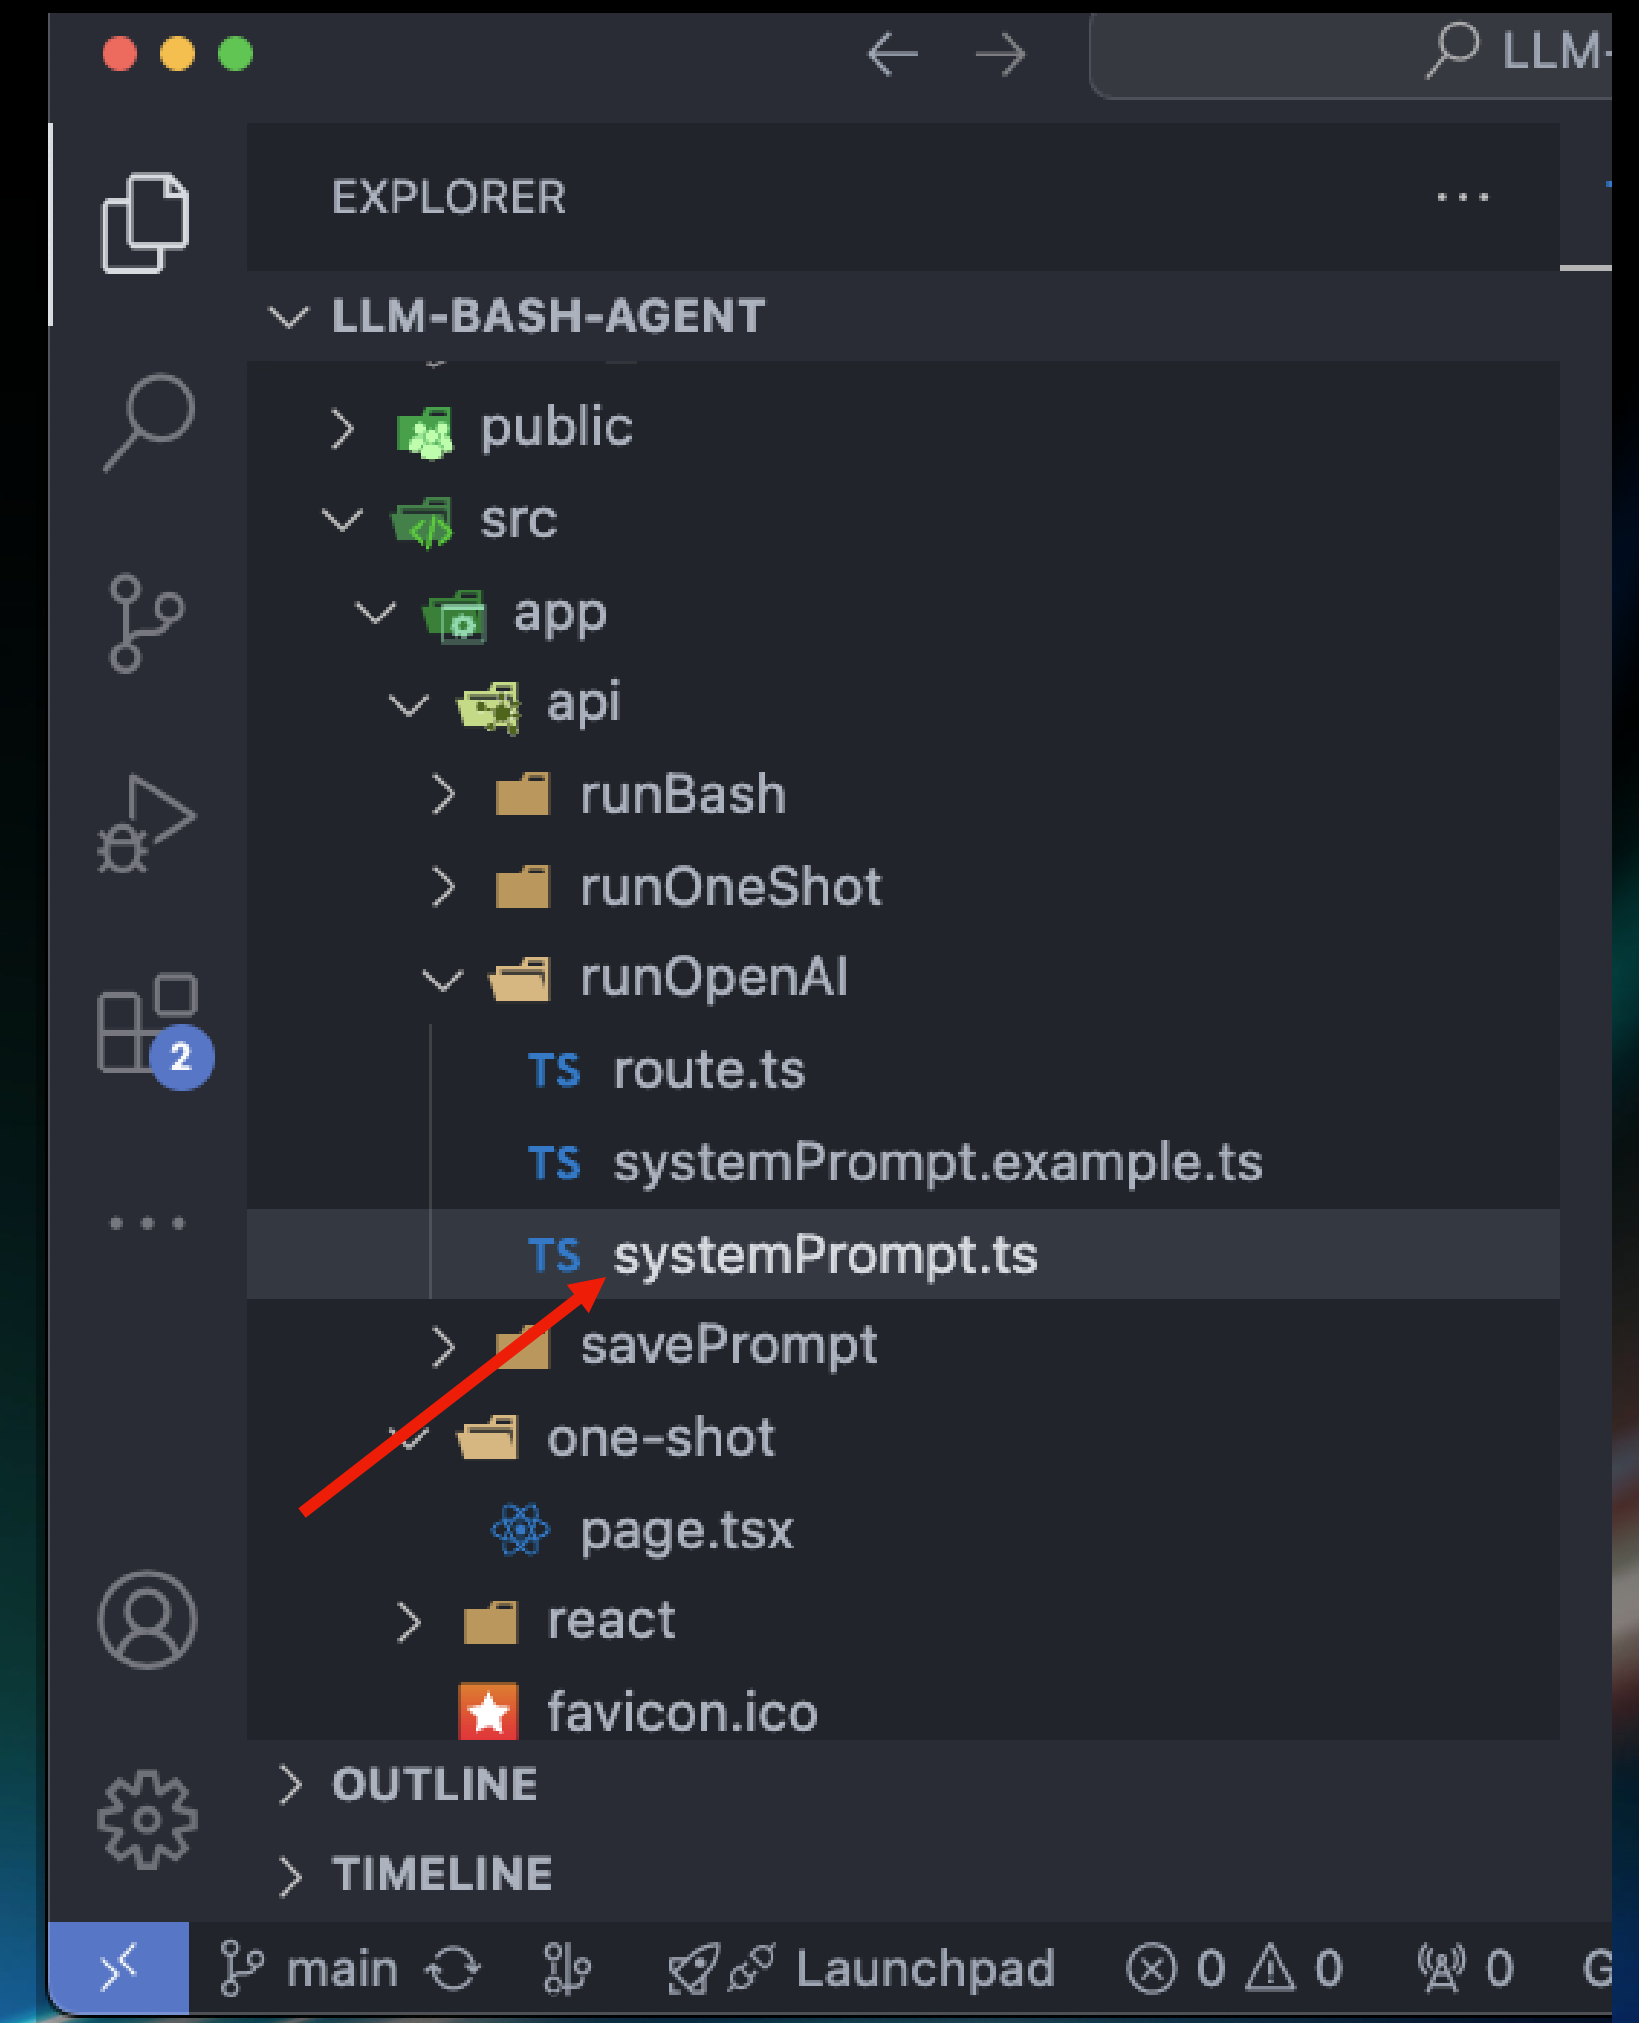 LLM-
EXPLORER
LLM-BASH-AGENT
public
src
app
api
runBash
runOneShot
runOpenAI
TS route.ts
TS systemPrompt.example.ts
TS systemPrompt.ts
savePrompt
one-shot
page.tsx
react
favicon.ico
2
OUTLINE
TIMELINE
main Launchpad 0 0 0 G